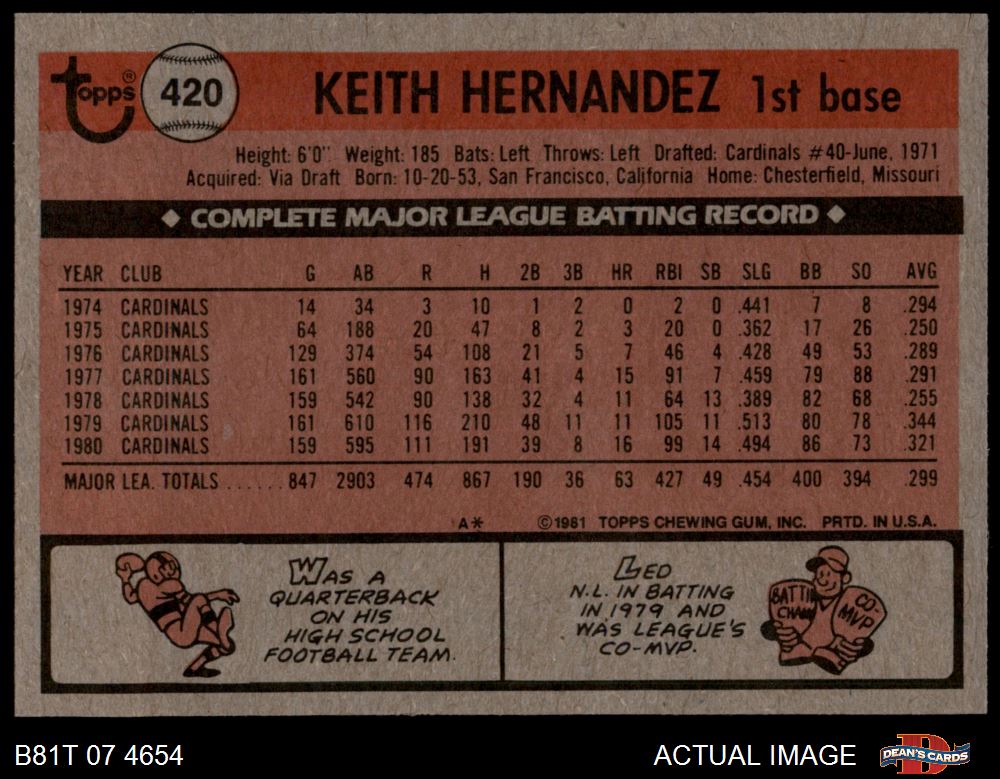 Topps® 420 KEITH HERNANDEZ 1st base
Height: 6'0" Weight: 185 Bats: Left Throws: Left Drafted: Cardinals #40-June, 1971
Acquired: Via Draft Born: 10-20-53, San Francisco, California Home: Chesterfield, Missouri
◆ COMPLETE MAJOR LEAGUE BATTING RECORD ◆
YEAR CLUB G AB R H 2B 3B HR RBI SB SLG BB SO AVG
1974 CARDINALS 14 34 3 10 1 2 0 2 0 .441 7 8 .294
1975 CARDINALS 64 188 20 47 8 2 3 20 0 .362 17 26 .250
1976 CARDINALS 129 374 54 108 21 5 7 46 4 .428 49 53 .289
1977 CARDINALS 161 560 90 163 41 4 15 91 7 .459 79 88 .291
1978 CARDINALS 159 542 90 138 32 4 11 64 13 .389 82 68 .255
1979 CARDINALS 161 610 116 210 48 11 11 105 11 .513 80 78 .344
1980 CARDINALS 159 595 111 191 39 8 16 99 14 .494 86 73 .321
MAJOR LEA. TOTALS ...... 847 2903 474 867 190 36 63 427 49 .454 400 394 .299
A* ©1981 TOPPS CHEWING GUM, INC. PRTD. IN U.S.A.
WAS A
QUARTERBACK
ON HIS
HIGH SCHOOL
FOOTBALL TEAM.
LED
N.L. IN BATTING
IN 1979 AND
WAS LEAGUE'S
CO-MVP.
BATTI
CHAM
CO-
MVP
B81T 07 4654 ACTUAL IMAGE DEAN'S CARDS